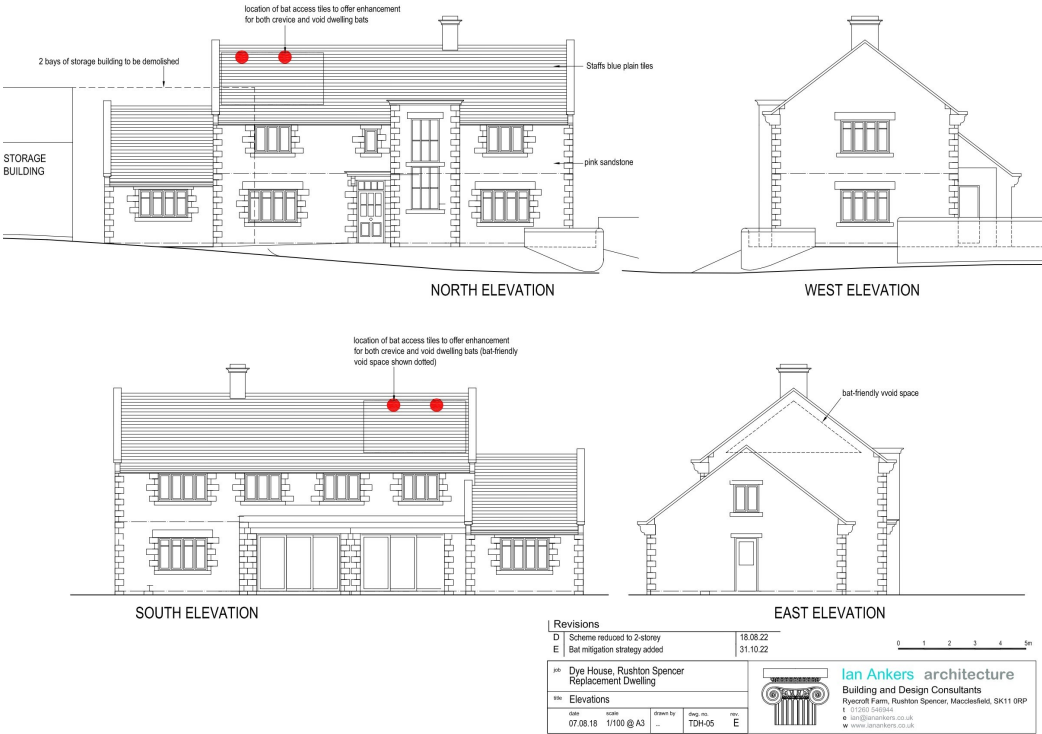 location of bat access tiles to offer enhancement
for both crevice and void dwelling bats
2 bays of storage building to be demolished
Staffs blue plain tiles
STORAGE
BUILDING
pink sandstone
NORTH ELEVATION
WEST ELEVATION
location of bat access tiles to offer enhancement
for both crevice and void dwelling bats (bat-friendly
void space shown dotted)
bat-friendly vvoid space
SOUTH ELEVATION
EAST ELEVATION
Revisions
D Scheme reduced to 2-storey 18.08.22
E Bat mitigation strategy added 31.10.22
0 1 2 3 4 5m
job Dye House, Rushton Spencer
Replacement Dwelling
title Elevations
date scale drawn by dwg. no. rev.
07.08.18 1/100 @ A3 .. TDH-05 E
Ian Ankers architecture
Building and Design Consultants
Ryecroft Farm, Rushton Spencer, Macclesfield, SK11 0RP
t 01260 546944
e ian@ianankers.co.uk
w www.ianankers.co.uk